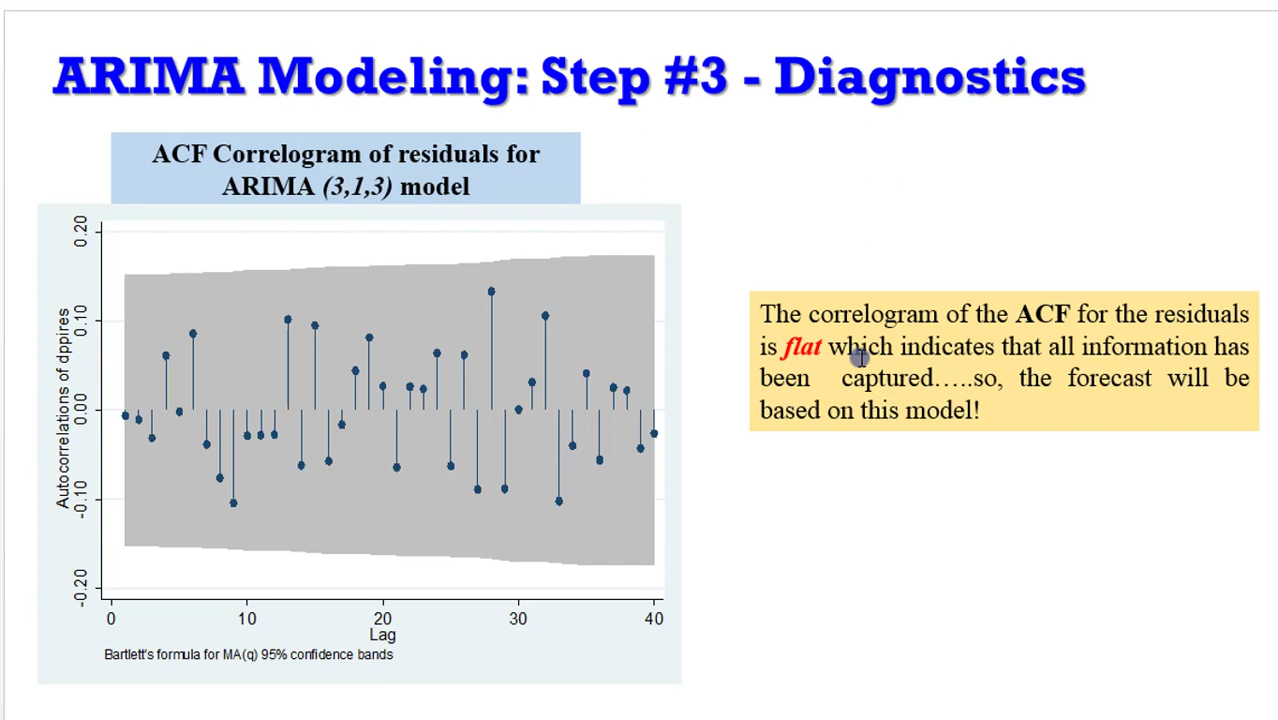 ARIMA Modeling: Step #3 - Diagnostics
ACF Correlogram of residuals for
ARIMA (3,1,3) model
0.20
0.10
0.00
-0.10
-0.20
Autocorrelations of dppires
0
10
20
30
40
Lag
Bartlett's formula for MA(q) 95% confidence bands
The correlogram of the ACF for the residuals
is flat which indicates that all information has
been captured…..so, the forecast will be
based on this model!